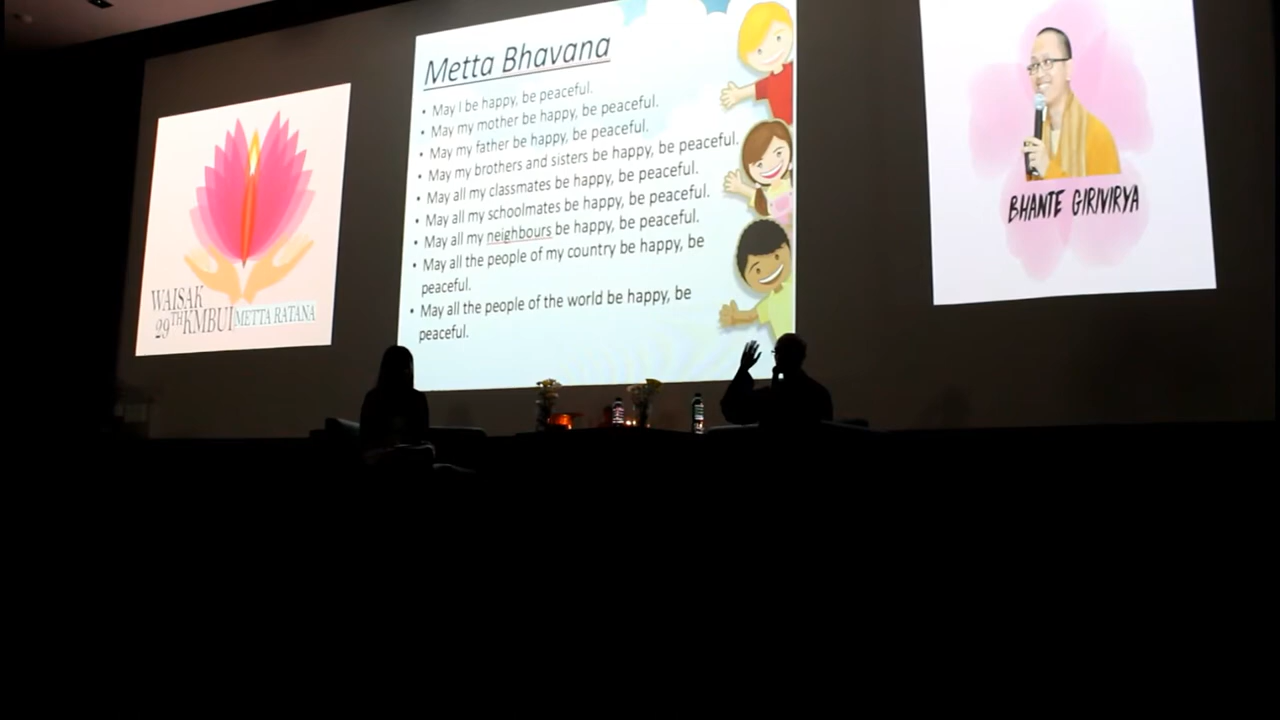 WAISAK
29THKMBUI METTA RATANA
Metta Bhavana
• May I be happy, be peaceful.
• May my mother be happy, be peaceful.
• May my father be happy, be peaceful.
• May my brothers and sisters be happy, be peaceful.
• May all my classmates be happy, be peaceful.
• May all my schoolmates be happy, be peaceful.
• May all my neighbours be happy, be peaceful.
• May all the people of my country be happy, be
peaceful.
• May all the people of the world be happy, be
peaceful.
BHANTE GIRIVIRYA